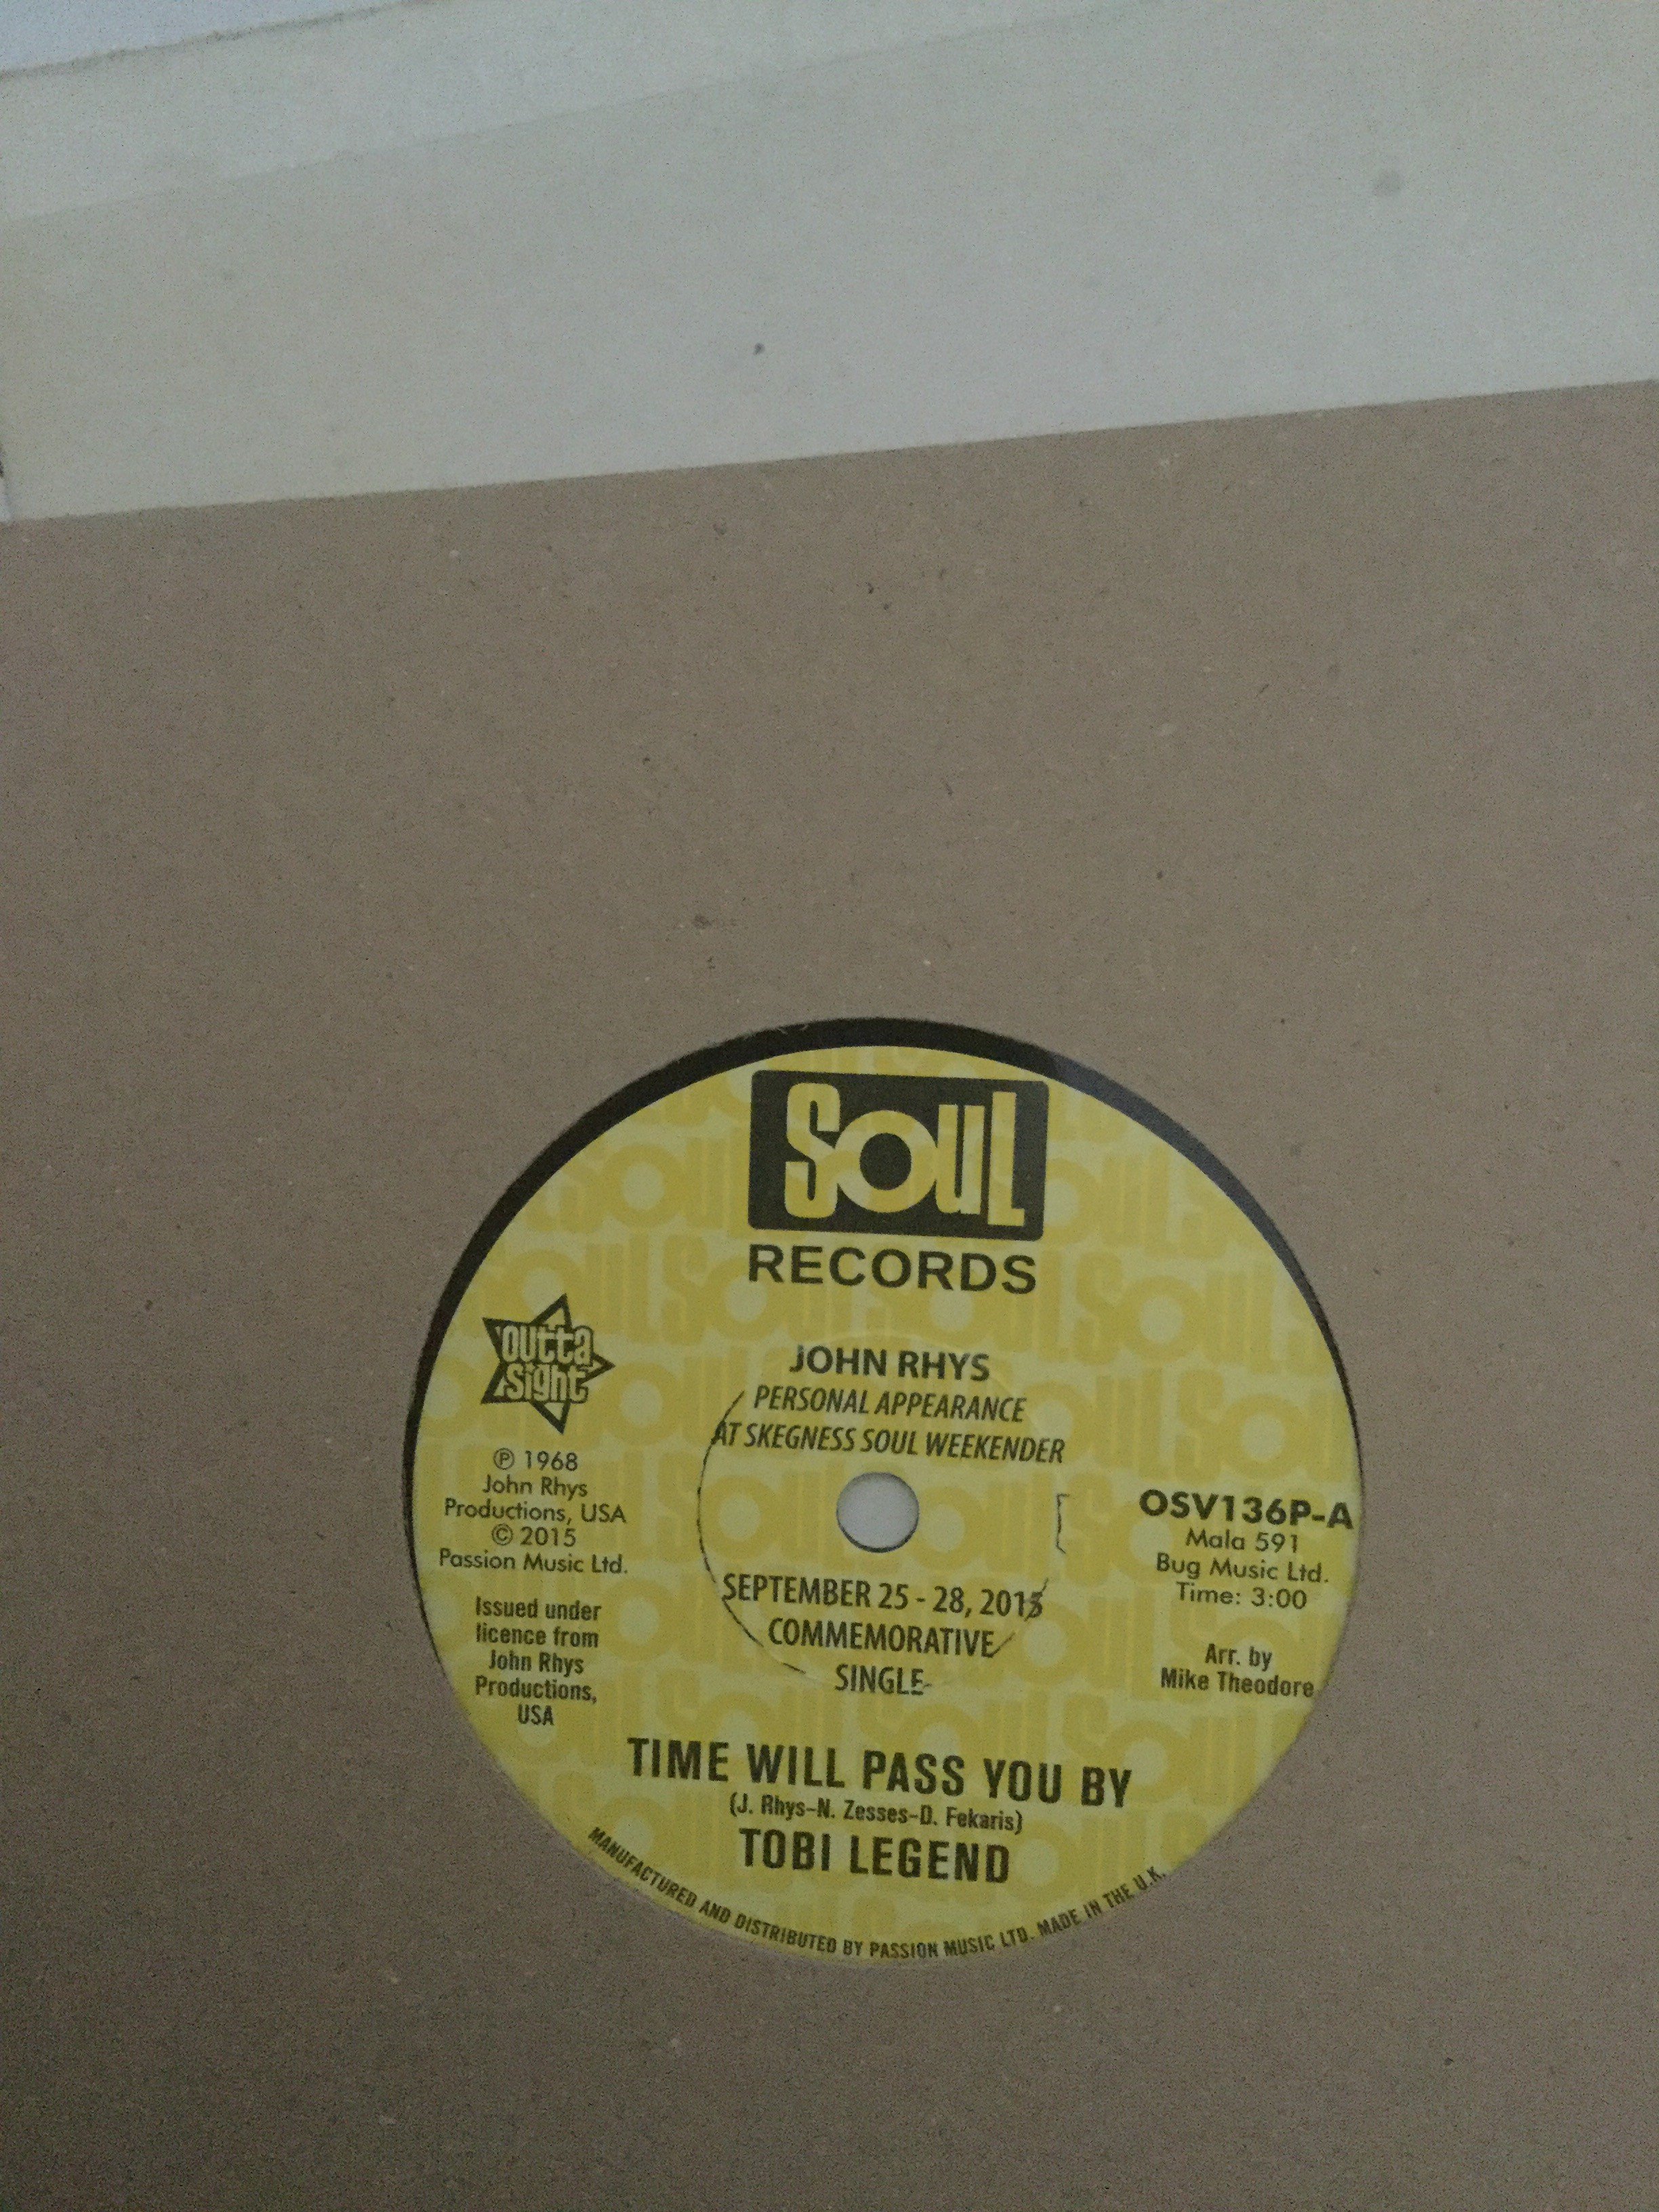 SOUL
RECORDS
outta
sight
JOHN RHYS
PERSONAL APPEARANCE
AT SKEGNESS SOUL WEEKENDER
℗ 1968
John Rhys
Productions, USA
© 2015
Passion Music Ltd.
Issued under
licence from
John Rhys
Productions,
USA
OSV136P-A
Mala 591
Bug Music Ltd.
Time: 3:00
Arr. by
Mike Theodore
SEPTEMBER 25 - 28, 2015
COMMEMORATIVE
SINGLE
TIME WILL PASS YOU BY
(J. Rhys-N. Zesses-D. Fekaris)
TOBI LEGEND
MANUFACTURED AND DISTRIBUTED BY PASSION MUSIC LTD. MADE IN THE U.K.